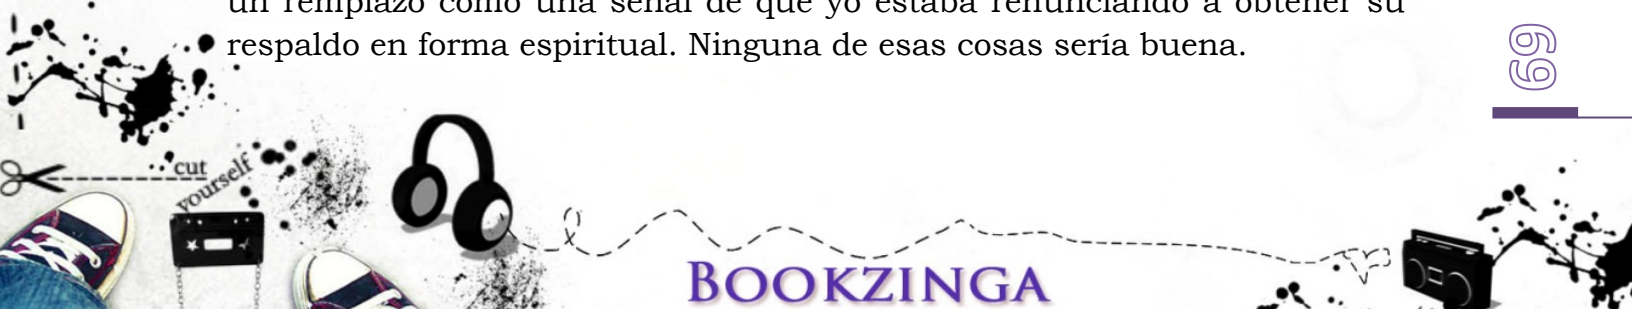 un remplazo como una señal de que yo estaba renunciando a obtener su
respaldo en forma espiritual. Ninguna de esas cosas sería buena.
69
cut
yourself
BOOKZINGA